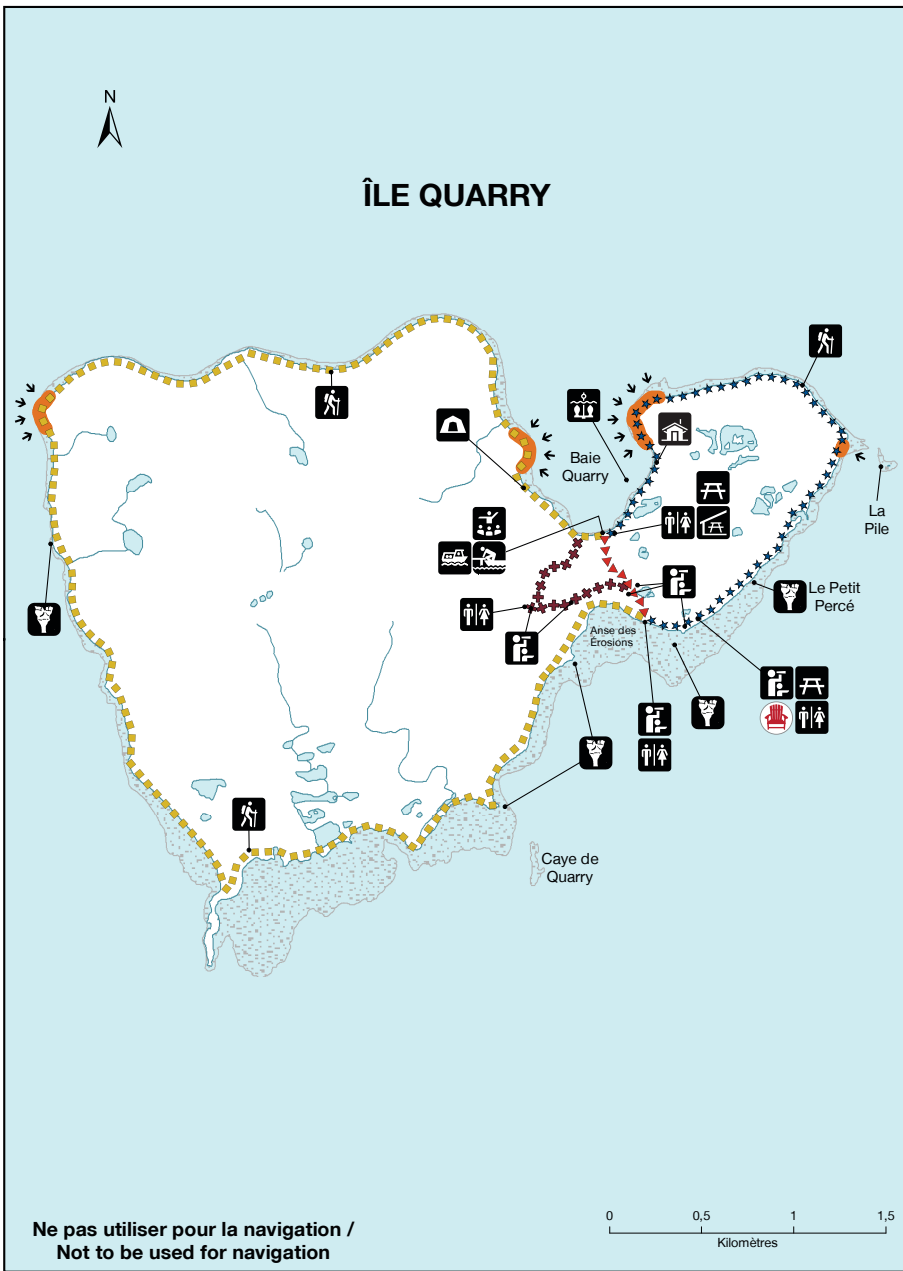 N
ÎLE QUARRY
Baie
Quarry
La
Pile
Le Petit
Percé
Anse des
Érosions
Caye de
Quarry
Ne pas utiliser pour la navigation /
Not to be used for navigation
0 0,5 1 1,5
Kilomètres